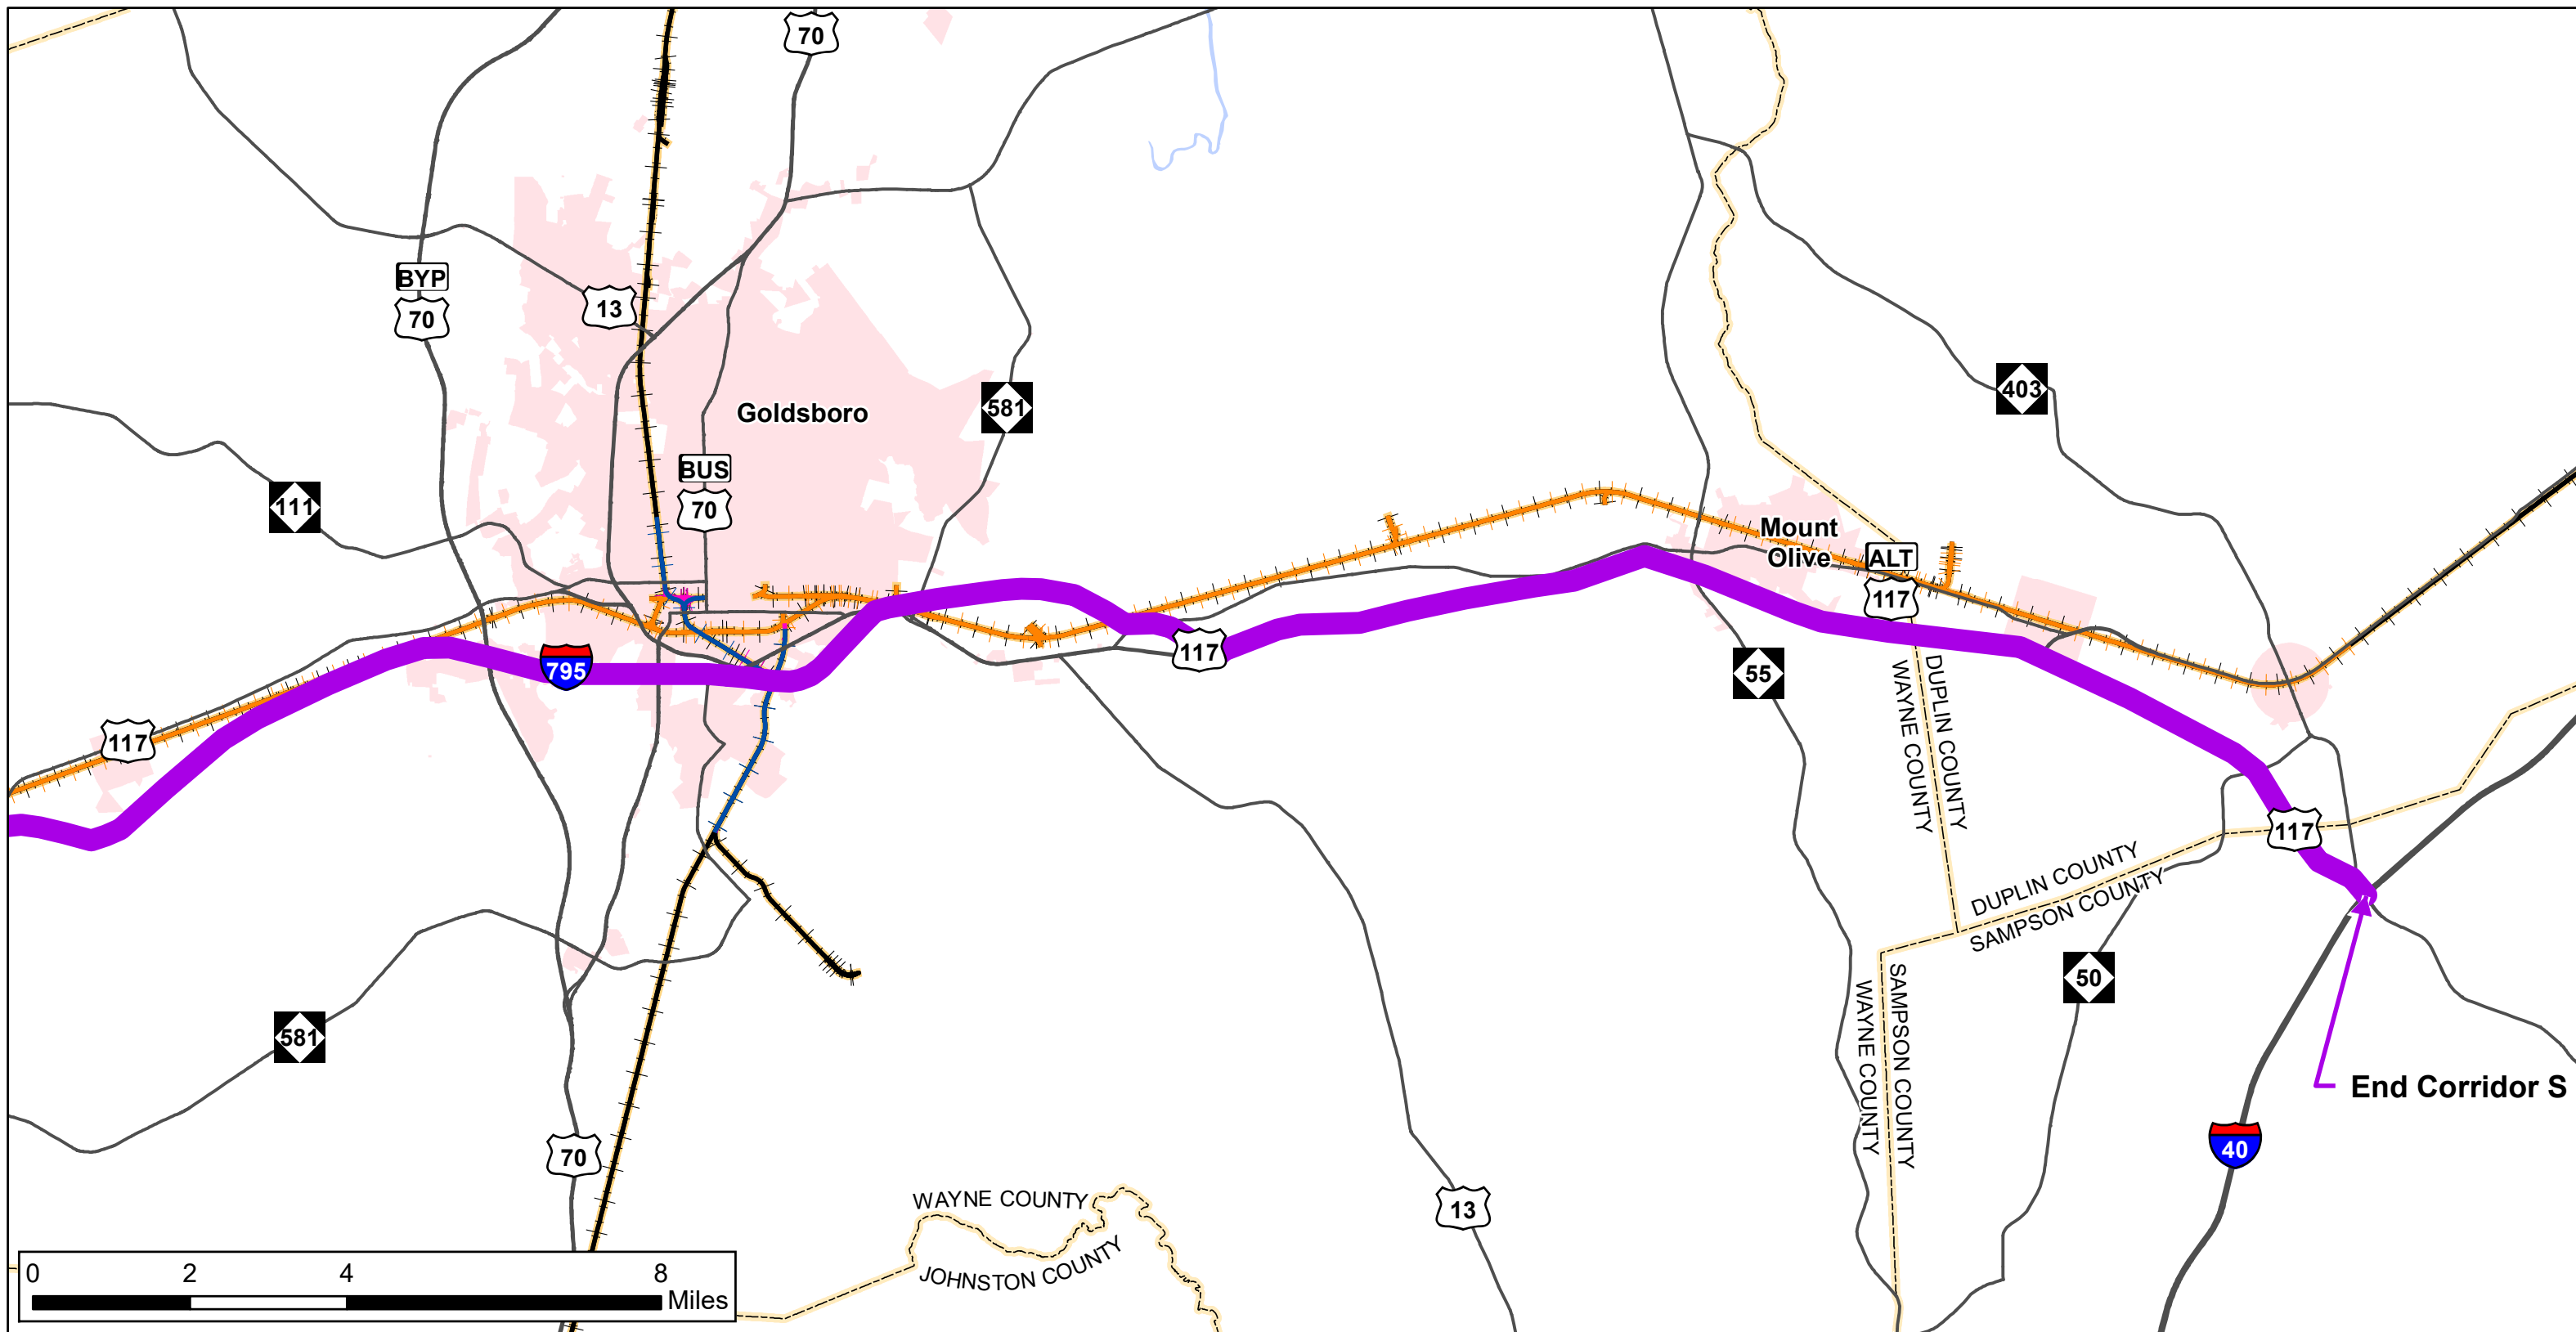 70
BYP
70
13
403
Goldsboro
581
BUS
70
111
Mount
Olive
ALT
117
117
795
55
117
DUPLIN COUNTY
WAYNE COUNTY
117
DUPLIN COUNTY
SAMPSON COUNTY
50
SAMPSON COUNTY
WAYNE COUNTY
581
End Corridor S
40
70
WAYNE COUNTY
JOHNSTON COUNTY
13
0 2 4 8
Miles